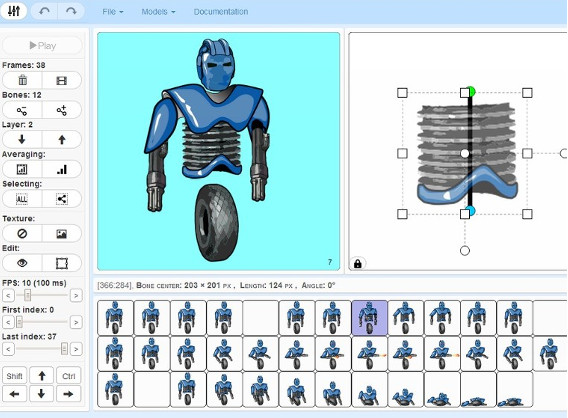 File Models Documentation
Play
Frames: 38
Bones: 12
Layer: 2
Averaging:
Selecting:
ALL
Texture:
Edit:
FPS: 10 (100 ms)
< >
First index: 0
< >
Last index: 37
< >
Shift Ctrl
7
[366:284], Bone center: 203 × 201 px , Length: 124 px , Angle: 0°